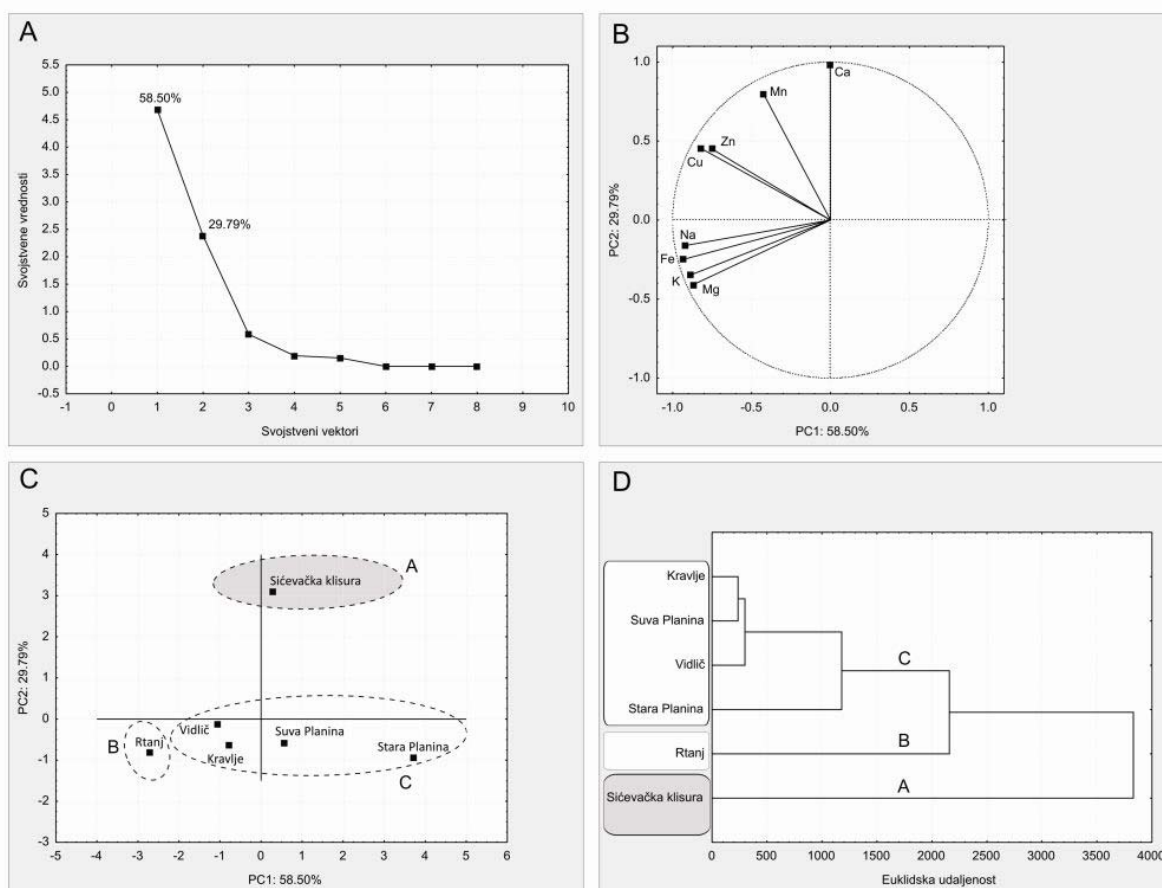 A
5.5
5.0
4.5
4.0
3.5
3.0
2.5
2.0
1.5
1.0
0.5
0.0
-0.5
Svojstvene vrednosti
58.50%
29.79%
-1 0 1 2 3 4 5 6 7 8 9 10
Svojstveni vektori
B
1.0
0.5
0.0
-0.5
-1.0
PC2: 29.79%
Ca
Mn
Zn
Cu
Na
Fe
K
Mg
-1.0 -0.5 0.0 0.5 1.0
PC1: 58.50%
C
5
4
3
2
1
0
-1
-2
-3
PC2: 29.79%
A
Sićevačka klisura
Vidlič
Suva Planina
B
Rtanj
Kravlje
Stara Planina
C
-5 -4 -3 -2 -1 0 1 2 3 4 5 6
PC1: 58.50%
D
Kravlje
Suva Planina
Vidlič
C
Stara Planina
B
Rtanj
A
Sićevačka klisura
0 500 1000 1500 2000 2500 3000 3500 4000
Euklidska udaljenost